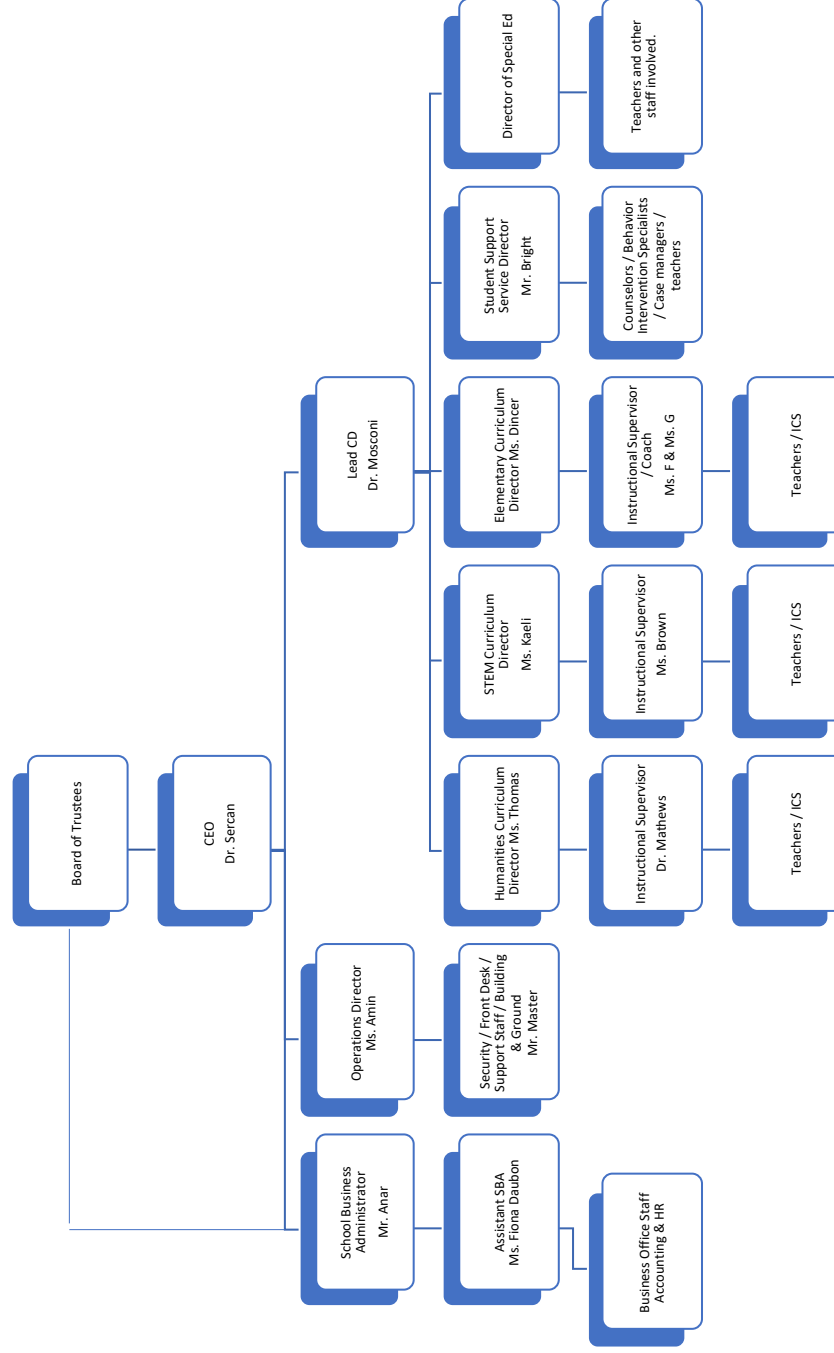 Board of Trustees
CEO
Dr. Sercan
School Business
Administrator
Mr. Anar
Operations Director
Ms. Amin
Lead CD
Dr. Mosconi
Assistant SBA
Ms. Fiona Daubon
Security / Front Desk /
Support Staff / Building
& Ground
Mr. Master
Humanities Curriculum
Director Ms. Thomas
STEM Curriculum
Director
Ms. Kaeli
Elementary Curriculum
Director Ms. Dincer
Student Support
Service Director
Mr. Bright
Director of Special Ed
Business Office Staff
Accounting & HR
Instructional Supervisor
Dr. Mathews
Instructional Supervisor
Ms. Brown
Instructional Supervisor
/ Coach
Ms. F & Ms. G
Counselors / Behavior
Intervention Specialists
/ Case managers /
teachers
Teachers and other
staff involved.
Teachers / ICS
Teachers / ICS
Teachers / ICS